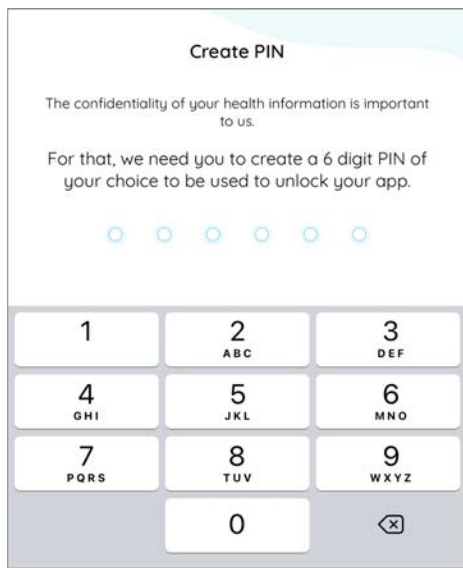 Create PIN
The confidentiality of your health information is important
to us.
For that, we need you to create a 6 digit PIN of
your choice to be used to unlock your app.
1 2 3
ABC DEF
4 5 6
GHI JKL MNO
7 8 9
PQRS TUV WXYZ
0